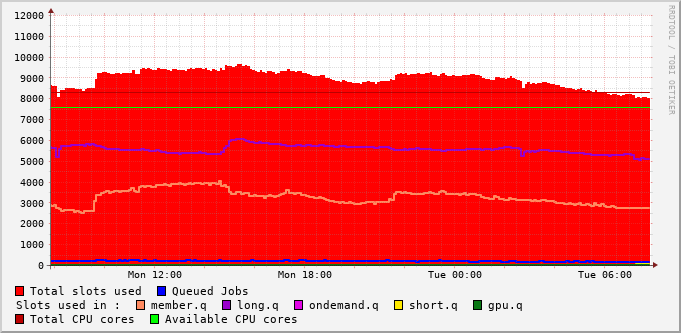 12000
11000
10000
9000
8000
7000
6000
5000
4000
3000
2000
1000
0
Mon 12:00 Mon 18:00 Tue 00:00 Tue 06:00
RRDTOOL / TOBI OETIKER
Total slots used Queued Jobs
Slots used in : member.q long.q ondemand.q short.q gpu.q
Total CPU cores Available CPU cores